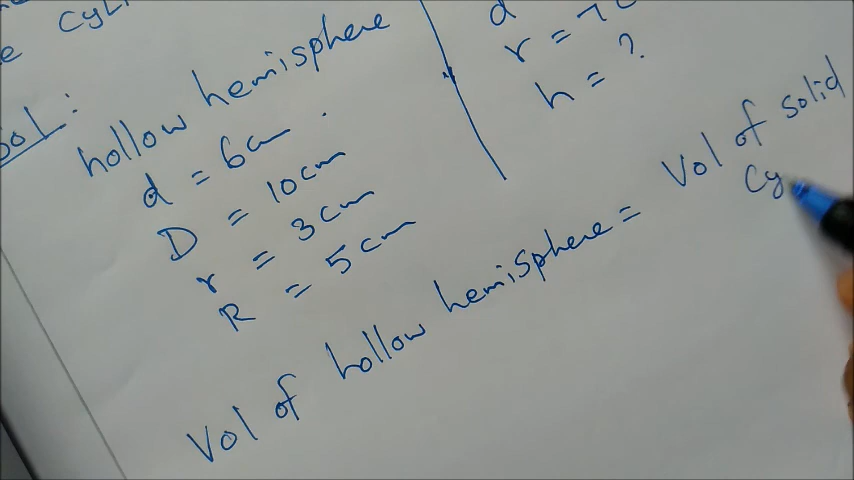 Sol:
hollow hemisphere
d = 6cm .
D = 10cm
r = 3cm
R = 5cm
d
r = 7
h = ?
Vol of hollow hemisphere = Vol of solid
Cy